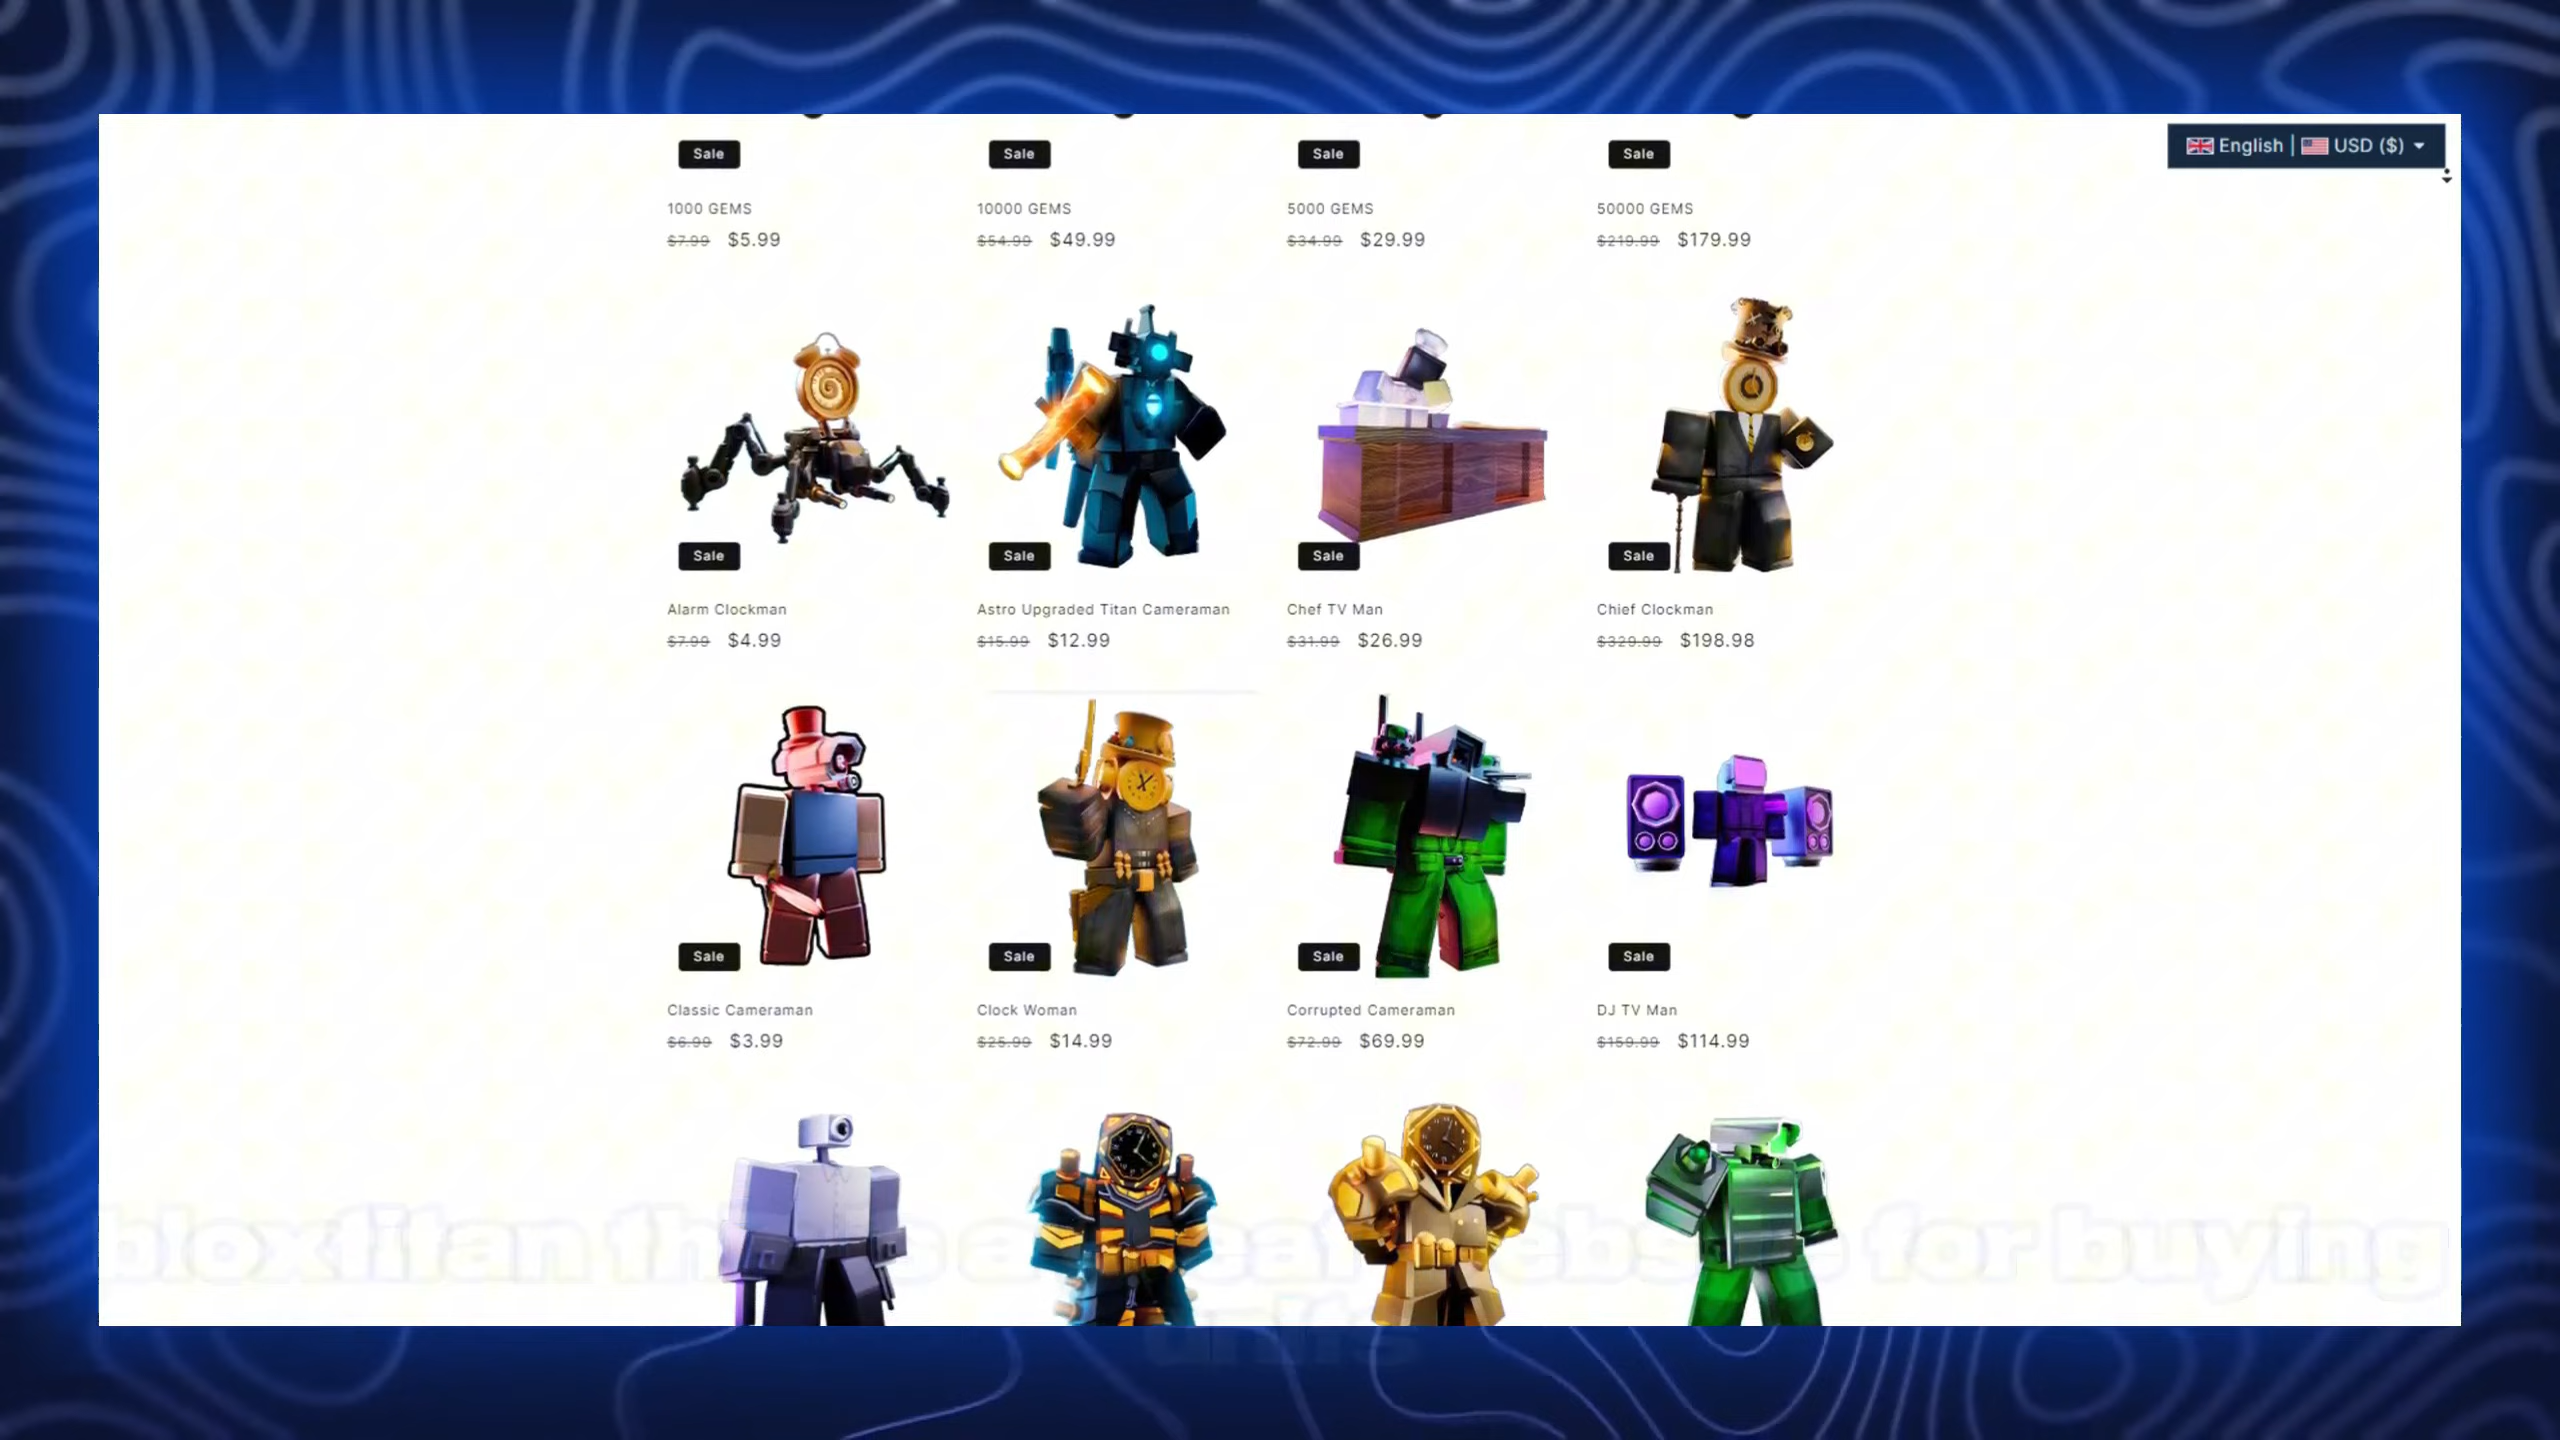 English | USD ($)
Sale Sale Sale Sale
1000 GEMS 10000 GEMS 5000 GEMS 50000 GEMS
$7.99 $5.99 $54.99 $49.99 $34.99 $29.99 $219.99 $179.99
Sale Sale Sale Sale
Alarm Clockman Astro Upgraded Titan Cameraman Chef TV Man Chief Clockman
$7.99 $4.99 $15.99 $12.99 $31.99 $26.99 $329.99 $198.98
Sale Sale Sale Sale
Classic Cameraman Clock Woman Corrupted Cameraman DJ TV Man
$6.99 $3.99 $25.99 $14.99 $72.99 $69.99 $159.99 $114.99
bloxtitan for buying
units